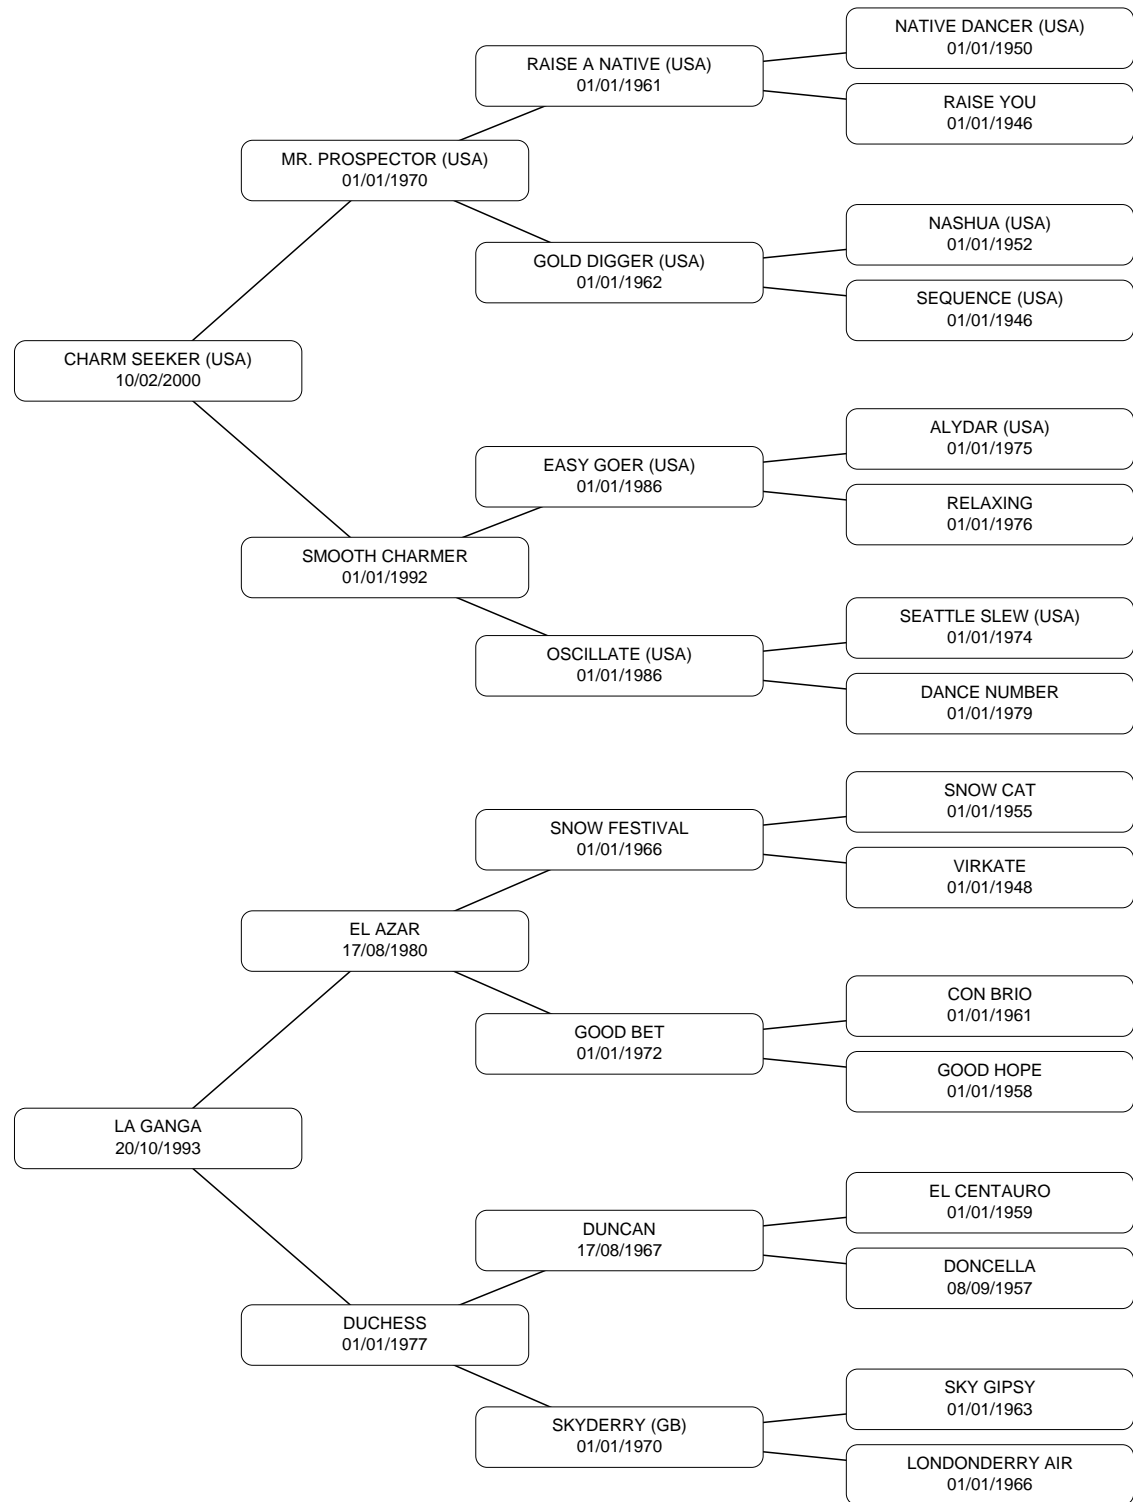 NATIVE DANCER (USA)
01/01/1950
RAISE A NATIVE (USA)
01/01/1961
RAISE YOU
01/01/1946
MR. PROSPECTOR (USA)
01/01/1970
NASHUA (USA)
01/01/1952
GOLD DIGGER (USA)
01/01/1962
SEQUENCE (USA)
01/01/1946
CHARM SEEKER (USA)
10/02/2000
ALYDAR (USA)
01/01/1975
EASY GOER (USA)
01/01/1986
RELAXING
01/01/1976
SMOOTH CHARMER
01/01/1992
SEATTLE SLEW (USA)
01/01/1974
OSCILLATE (USA)
01/01/1986
DANCE NUMBER
01/01/1979
SNOW CAT
01/01/1955
SNOW FESTIVAL
01/01/1966
VIRKATE
01/01/1948
EL AZAR
17/08/1980
CON BRIO
01/01/1961
GOOD BET
01/01/1972
GOOD HOPE
01/01/1958
LA GANGA
20/10/1993
EL CENTAURO
01/01/1959
DUNCAN
17/08/1967
DONCELLA
08/09/1957
DUCHESS
01/01/1977
SKY GIPSY
01/01/1963
SKYDERRY (GB)
01/01/1970
LONDONDERRY AIR
01/01/1966